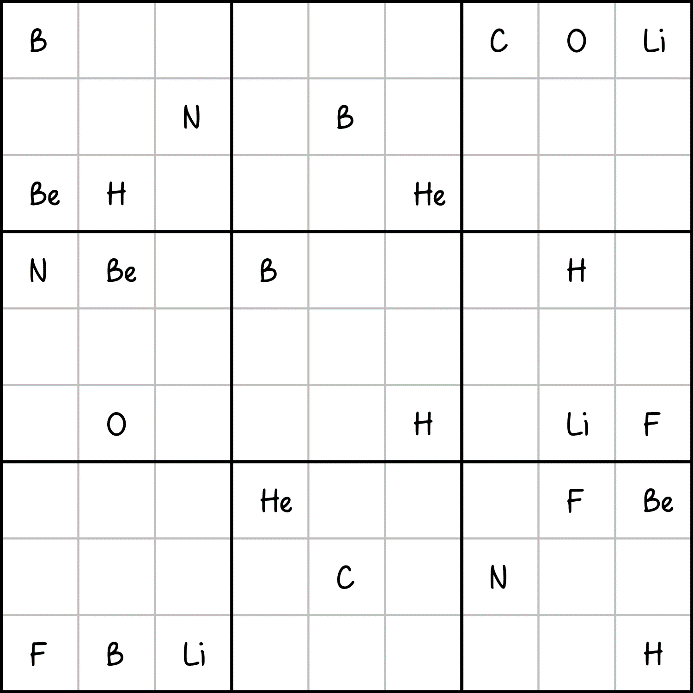 B C O Li
N B
Be H He
N Be B H
O H Li F
He F Be
C N
F B Li H